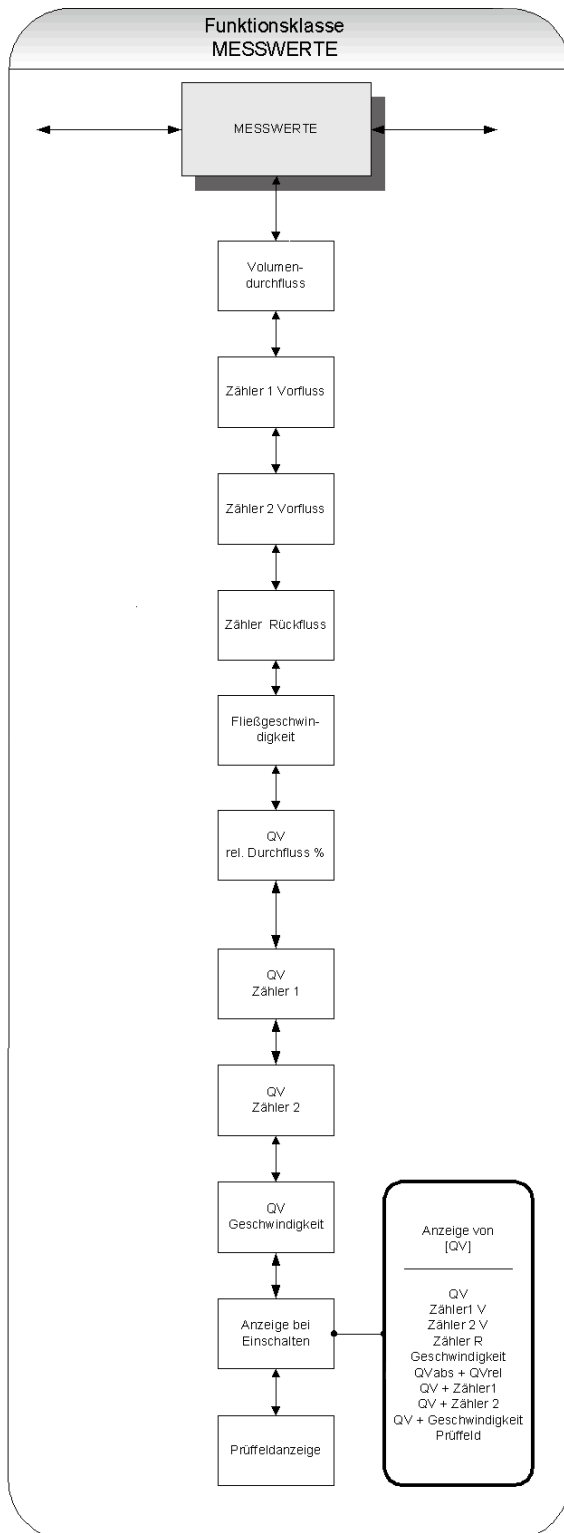 Funktionsklasse
MESSWERTE
MESSWERTE
Volumen-
durchfluss
Zähler 1 Vorfluss
Zähler 2 Vorfluss
Zähler Rückfluss
Fließgeschwin-
digkeit
QV
rel. Durchfluss %
QV
Zähler 1
QV
Zähler 2
QV
Geschwindigkeit
Anzeige bei
Einschalten
Prüffeldanzeige
Anzeige von
[QV]
QV
Zähler1 V
Zähler 2 V
Zähler R
Geschwindigkeit
QVabs + QVrel
QV + Zähler1
QV + Zähler 2
QV + Geschwindigkeit
Prüffeld